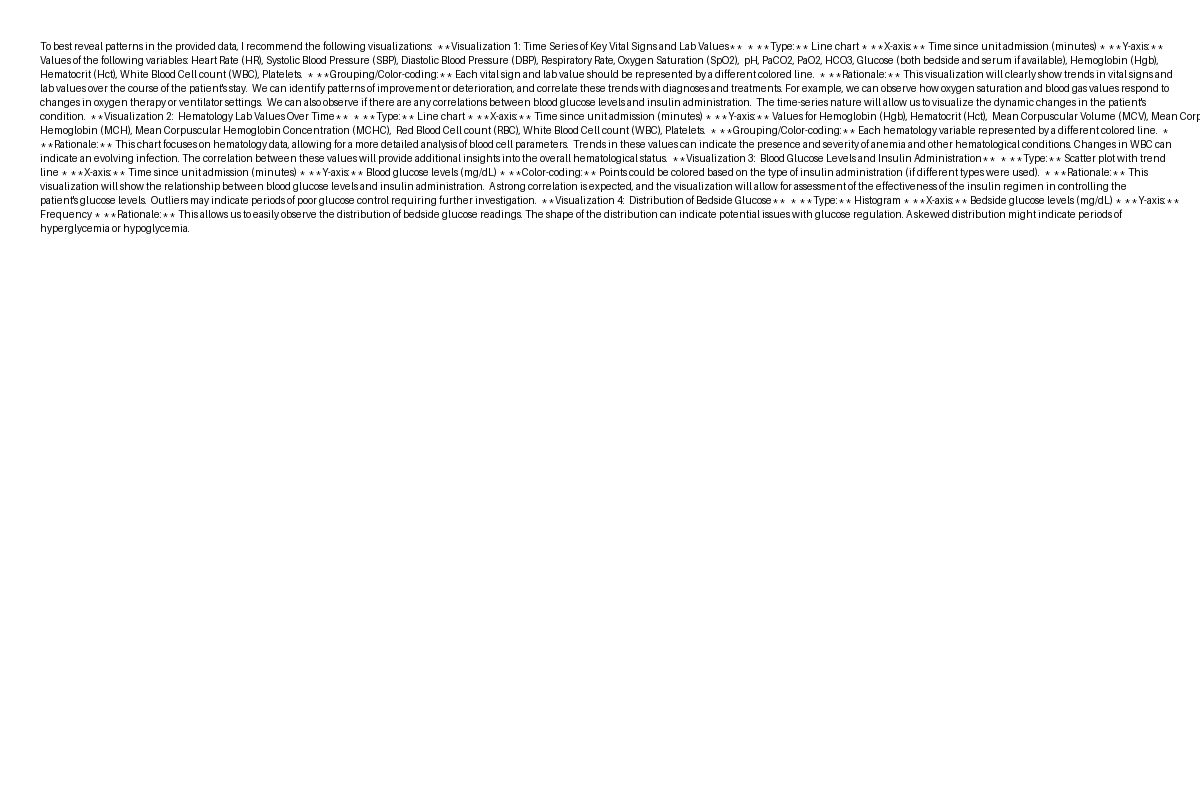 To best reveal patterns in the provided data, I recommend the following visualizations:  **Visualization 1: Time Series of Key Vital Signs and Lab Values**  * **Type:** Line chart * **X-axis:** Time since unit admission (minutes) * **Y-axis:**
Values of the following variables: Heart Rate (HR), Systolic Blood Pressure (SBP), Diastolic Blood Pressure (DBP), Respiratory Rate, Oxygen Saturation (SpO2),  pH, PaCO2, PaO2, HCO3, Glucose (both bedside and serum if available), Hemoglobin (Hgb),
Hematocrit (Hct), White Blood Cell count (WBC), Platelets.  * **Grouping/Color-coding:** Each vital sign and lab value should be represented by a different colored line.  * **Rationale:** This visualization will clearly show trends in vital signs and
lab values over the course of the patient's stay.  We can identify patterns of improvement or deterioration, and correlate these trends with diagnoses and treatments. For example, we can observe how oxygen saturation and blood gas values respond to
changes in oxygen therapy or ventilator settings.  We can also observe if there are any correlations between blood glucose levels and insulin administration.  The time-series nature will allow us to visualize the dynamic changes in the patient's
condition.  **Visualization 2:  Hematology Lab Values Over Time**  * **Type:** Line chart * **X-axis:** Time since unit admission (minutes) * **Y-axis:** Values for Hemoglobin (Hgb), Hematocrit (Hct),  Mean Corpuscular Volume (MCV), Mean Corp
Hemoglobin (MCH), Mean Corpuscular Hemoglobin Concentration (MCHC),  Red Blood Cell count (RBC), White Blood Cell count (WBC), Platelets.  * **Grouping/Color-coding:** Each hematology variable represented by a different colored line.  *
**Rationale:** This chart focuses on hematology data, allowing for a more detailed analysis of blood cell parameters.  Trends in these values can indicate the presence and severity of anemia and other hematological conditions. Changes in WBC can
indicate an evolving infection. The correlation between these values will provide additional insights into the overall hematological status.  **Visualization 3:  Blood Glucose Levels and Insulin Administration**  * **Type:** Scatter plot with trend
line * **X-axis:** Time since unit admission (minutes) * **Y-axis:** Blood glucose levels (mg/dL) * **Color-coding:** Points could be colored based on the type of insulin administration (if different types were used).  * **Rationale:** This
visualization will show the relationship between blood glucose levels and insulin administration.  A strong correlation is expected, and the visualization will allow for assessment of the effectiveness of the insulin regimen in controlling the
patient's glucose levels.  Outliers may indicate periods of poor glucose control requiring further investigation.  **Visualization 4:  Distribution of Bedside Glucose**  * **Type:** Histogram * **X-axis:** Bedside glucose levels (mg/dL) * **Y-axis:**
Frequency * **Rationale:** This allows us to easily observe the distribution of bedside glucose readings. The shape of the distribution can indicate potential issues with glucose regulation. A skewed distribution might indicate periods of
hyperglycemia or hypoglycemia.